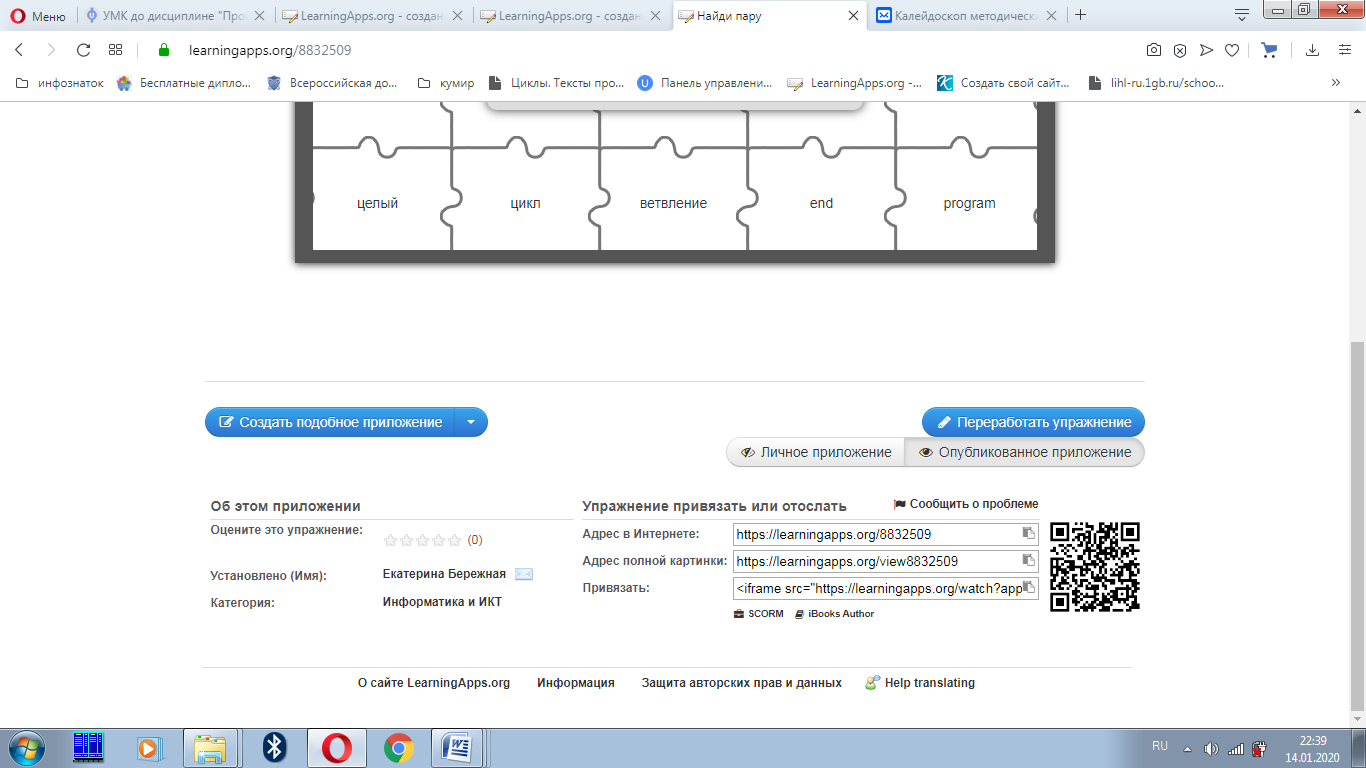 Меню
УМК до дисциплине "Про
LearningApps.org - создан
LearningApps.org - создан
Найди пару
Калейдоскоп методическ
learningapps.org/8832509
инфознаток
Бесплатные дипло...
Всероссийская до...
кумир
Циклы. Тексты про...
Панель управлени...
LearningApps.org -...
Создать свой сайт...
lihl-ru.1gb.ru/schoo...
»
целый
цикл
ветвление
end
program
Создать подобное приложение
Переработать упражнение
Личное приложение
Опубликованное приложение
Об этом приложении
Оцените это упражнение:
(0)
Установлено (Имя):
Екатерина Бережная
Категория:
Информатика и ИКТ
Упражнение привязать или отослать
Сообщить о проблеме
Адрес в Интернете:
https://learningapps.org/8832509
Адрес полной картинки:
https://learningapps.org/view8832509
Привязать:
<iframe src="https://learningapps.org/watch?app
SCORM
iBooks Author
О сайте LearningApps.org
Информация
Защита авторских прав и данных
Help translating
RU
22:39
14.01.2020